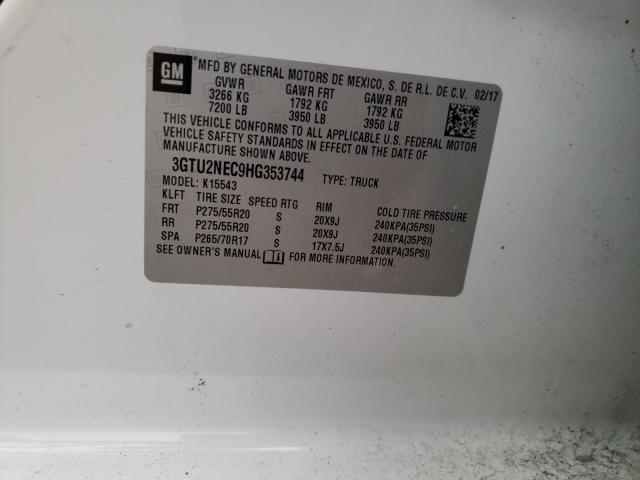 GM
MFD BY GENERAL MOTORS DE MEXICO, S. DE R.L. DE C.V. 02/17
GVWR GAWR FRT GAWR RR
3266 KG 1792 KG 1792 KG
7200 LB 3950 LB 3950 LB
THIS VEHICLE CONFORMS TO ALL APPLICABLE U.S. FEDERAL MOTOR
VEHICLE SAFETY STANDARDS IN EFFECT ON THE DATE OF
MANUFACTURE SHOWN ABOVE.
3GTU2NEC9HG353744 TYPE: TRUCK
MODEL: K15543
KLFT TIRE SIZE SPEED RTG RIM COLD TIRE PRESSURE
FRT P275/55R20 S 20X9J 240KPA(35PSI)
RR P275/55R20 S 20X9J 240KPA(35PSI)
SPA P265/70R17 S 17X7.5J 240KPA(35PSI)
SEE OWNER'S MANUAL FOR MORE INFORMATION.